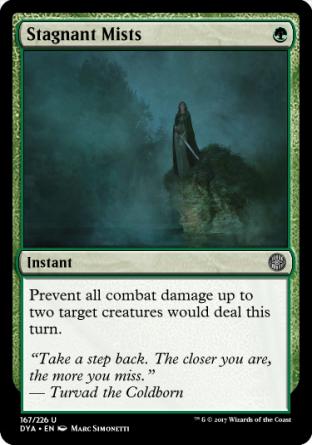 Stagnant Mists
Instant
Prevent all combat damage up to
two target creatures would deal this
turn.
“Take a step back. The closer you are,
the more you miss.”
— Turvad the Coldborn
167/226 U
DYA • EN Marc Simonetti
™ & © 2017 Wizards of the Coast